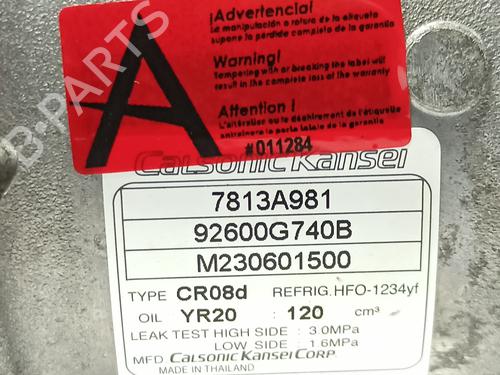 ¡Advertencia!
La manipulación o rotura de la etiqueta
supone la pérdida completa de la garantía
Warning!
Tempering with or breaking the label will
result in the complete loss of the warranty
Attention !
L'altération ou le déchirement de l'étiquette
entraînera la perte totale de la garantie
#011284
A
Calsonic Kansei
7813A981
92600G740B
M230601500
TYPE CR08d REFRIG.HFO-1234yf
OIL YR20 : 120 cm³
LEAK TEST HIGH SIDE : 3.0MPa
LOW SIDE : 1.6MPa
MFD Calsonic Kansei CORP.
MADE IN THAILAND
B-PARTS